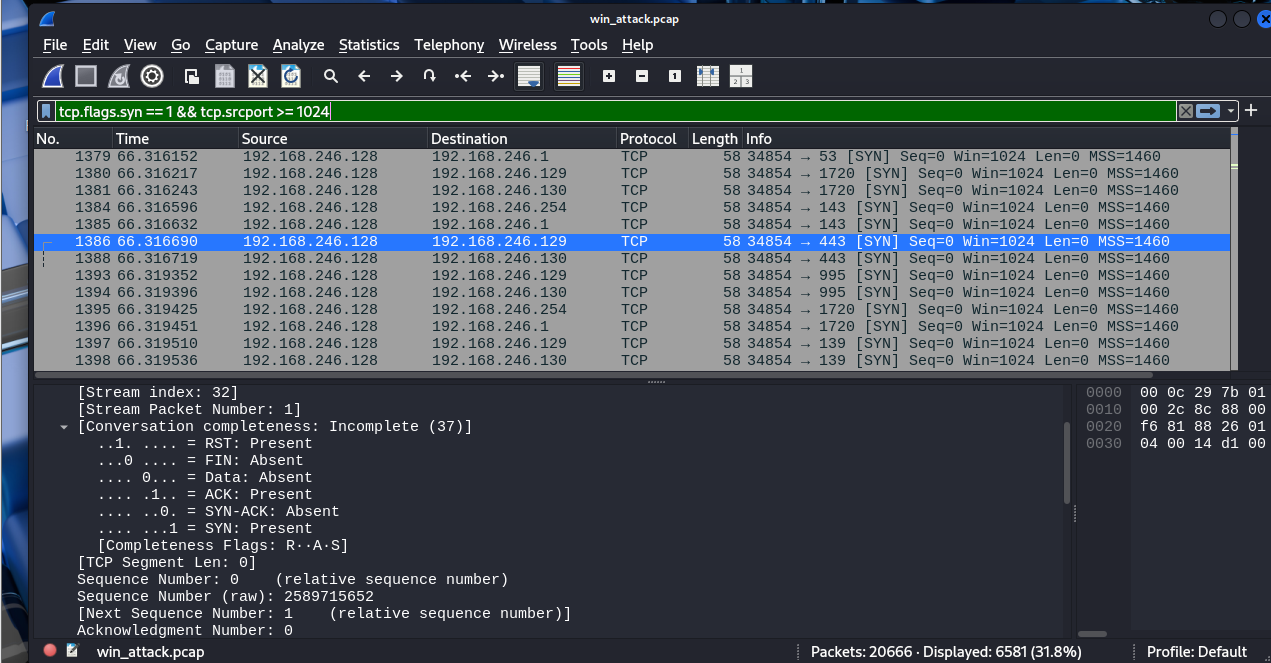 win_attack.pcap
File Edit View Go Capture Analyze Statistics Telephony Wireless Tools Help
tcp.flags.syn == 1 && tcp.srcport >= 1024
No. Time Source Destination Protocol Length Info
1379 66.316152 192.168.246.128 192.168.246.1 TCP 58 34854 → 53 [SYN] Seq=0 Win=1024 Len=0 MSS=1460
1380 66.316217 192.168.246.128 192.168.246.129 TCP 58 34854 → 1720 [SYN] Seq=0 Win=1024 Len=0 MSS=1460
1381 66.316243 192.168.246.128 192.168.246.130 TCP 58 34854 → 1720 [SYN] Seq=0 Win=1024 Len=0 MSS=1460
1384 66.316596 192.168.246.128 192.168.246.254 TCP 58 34854 → 143 [SYN] Seq=0 Win=1024 Len=0 MSS=1460
1385 66.316632 192.168.246.128 192.168.246.1 TCP 58 34854 → 143 [SYN] Seq=0 Win=1024 Len=0 MSS=1460
1386 66.316690 192.168.246.128 192.168.246.129 TCP 58 34854 → 443 [SYN] Seq=0 Win=1024 Len=0 MSS=1460
1388 66.316719 192.168.246.128 192.168.246.130 TCP 58 34854 → 443 [SYN] Seq=0 Win=1024 Len=0 MSS=1460
1393 66.319352 192.168.246.128 192.168.246.129 TCP 58 34854 → 995 [SYN] Seq=0 Win=1024 Len=0 MSS=1460
1394 66.319396 192.168.246.128 192.168.246.130 TCP 58 34854 → 995 [SYN] Seq=0 Win=1024 Len=0 MSS=1460
1395 66.319425 192.168.246.128 192.168.246.254 TCP 58 34854 → 1720 [SYN] Seq=0 Win=1024 Len=0 MSS=1460
1396 66.319451 192.168.246.128 192.168.246.1 TCP 58 34854 → 1720 [SYN] Seq=0 Win=1024 Len=0 MSS=1460
1397 66.319510 192.168.246.128 192.168.246.129 TCP 58 34854 → 139 [SYN] Seq=0 Win=1024 Len=0 MSS=1460
1398 66.319536 192.168.246.128 192.168.246.130 TCP 58 34854 → 139 [SYN] Seq=0 Win=1024 Len=0 MSS=1460
[Stream index: 32]
[Stream Packet Number: 1]
[Conversation completeness: Incomplete (37)]
..1. .... = RST: Present
...0 .... = FIN: Absent
.... 0... = Data: Absent
.... .1.. = ACK: Present
.... ..0. = SYN-ACK: Absent
.... ...1 = SYN: Present
[Completeness Flags: R··A·S]
[TCP Segment Len: 0]
Sequence Number: 0 (relative sequence number)
Sequence Number (raw): 2589715652
[Next Sequence Number: 1 (relative sequence number)]
Acknowledgment Number: 0
0000 00 0c 29 7b 01
0010 00 2c 8c 88 00
0020 f6 81 88 26 01
0030 04 00 14 d1 00
win_attack.pcap
Packets: 20666 · Displayed: 6581 (31.8%)
Profile: Default